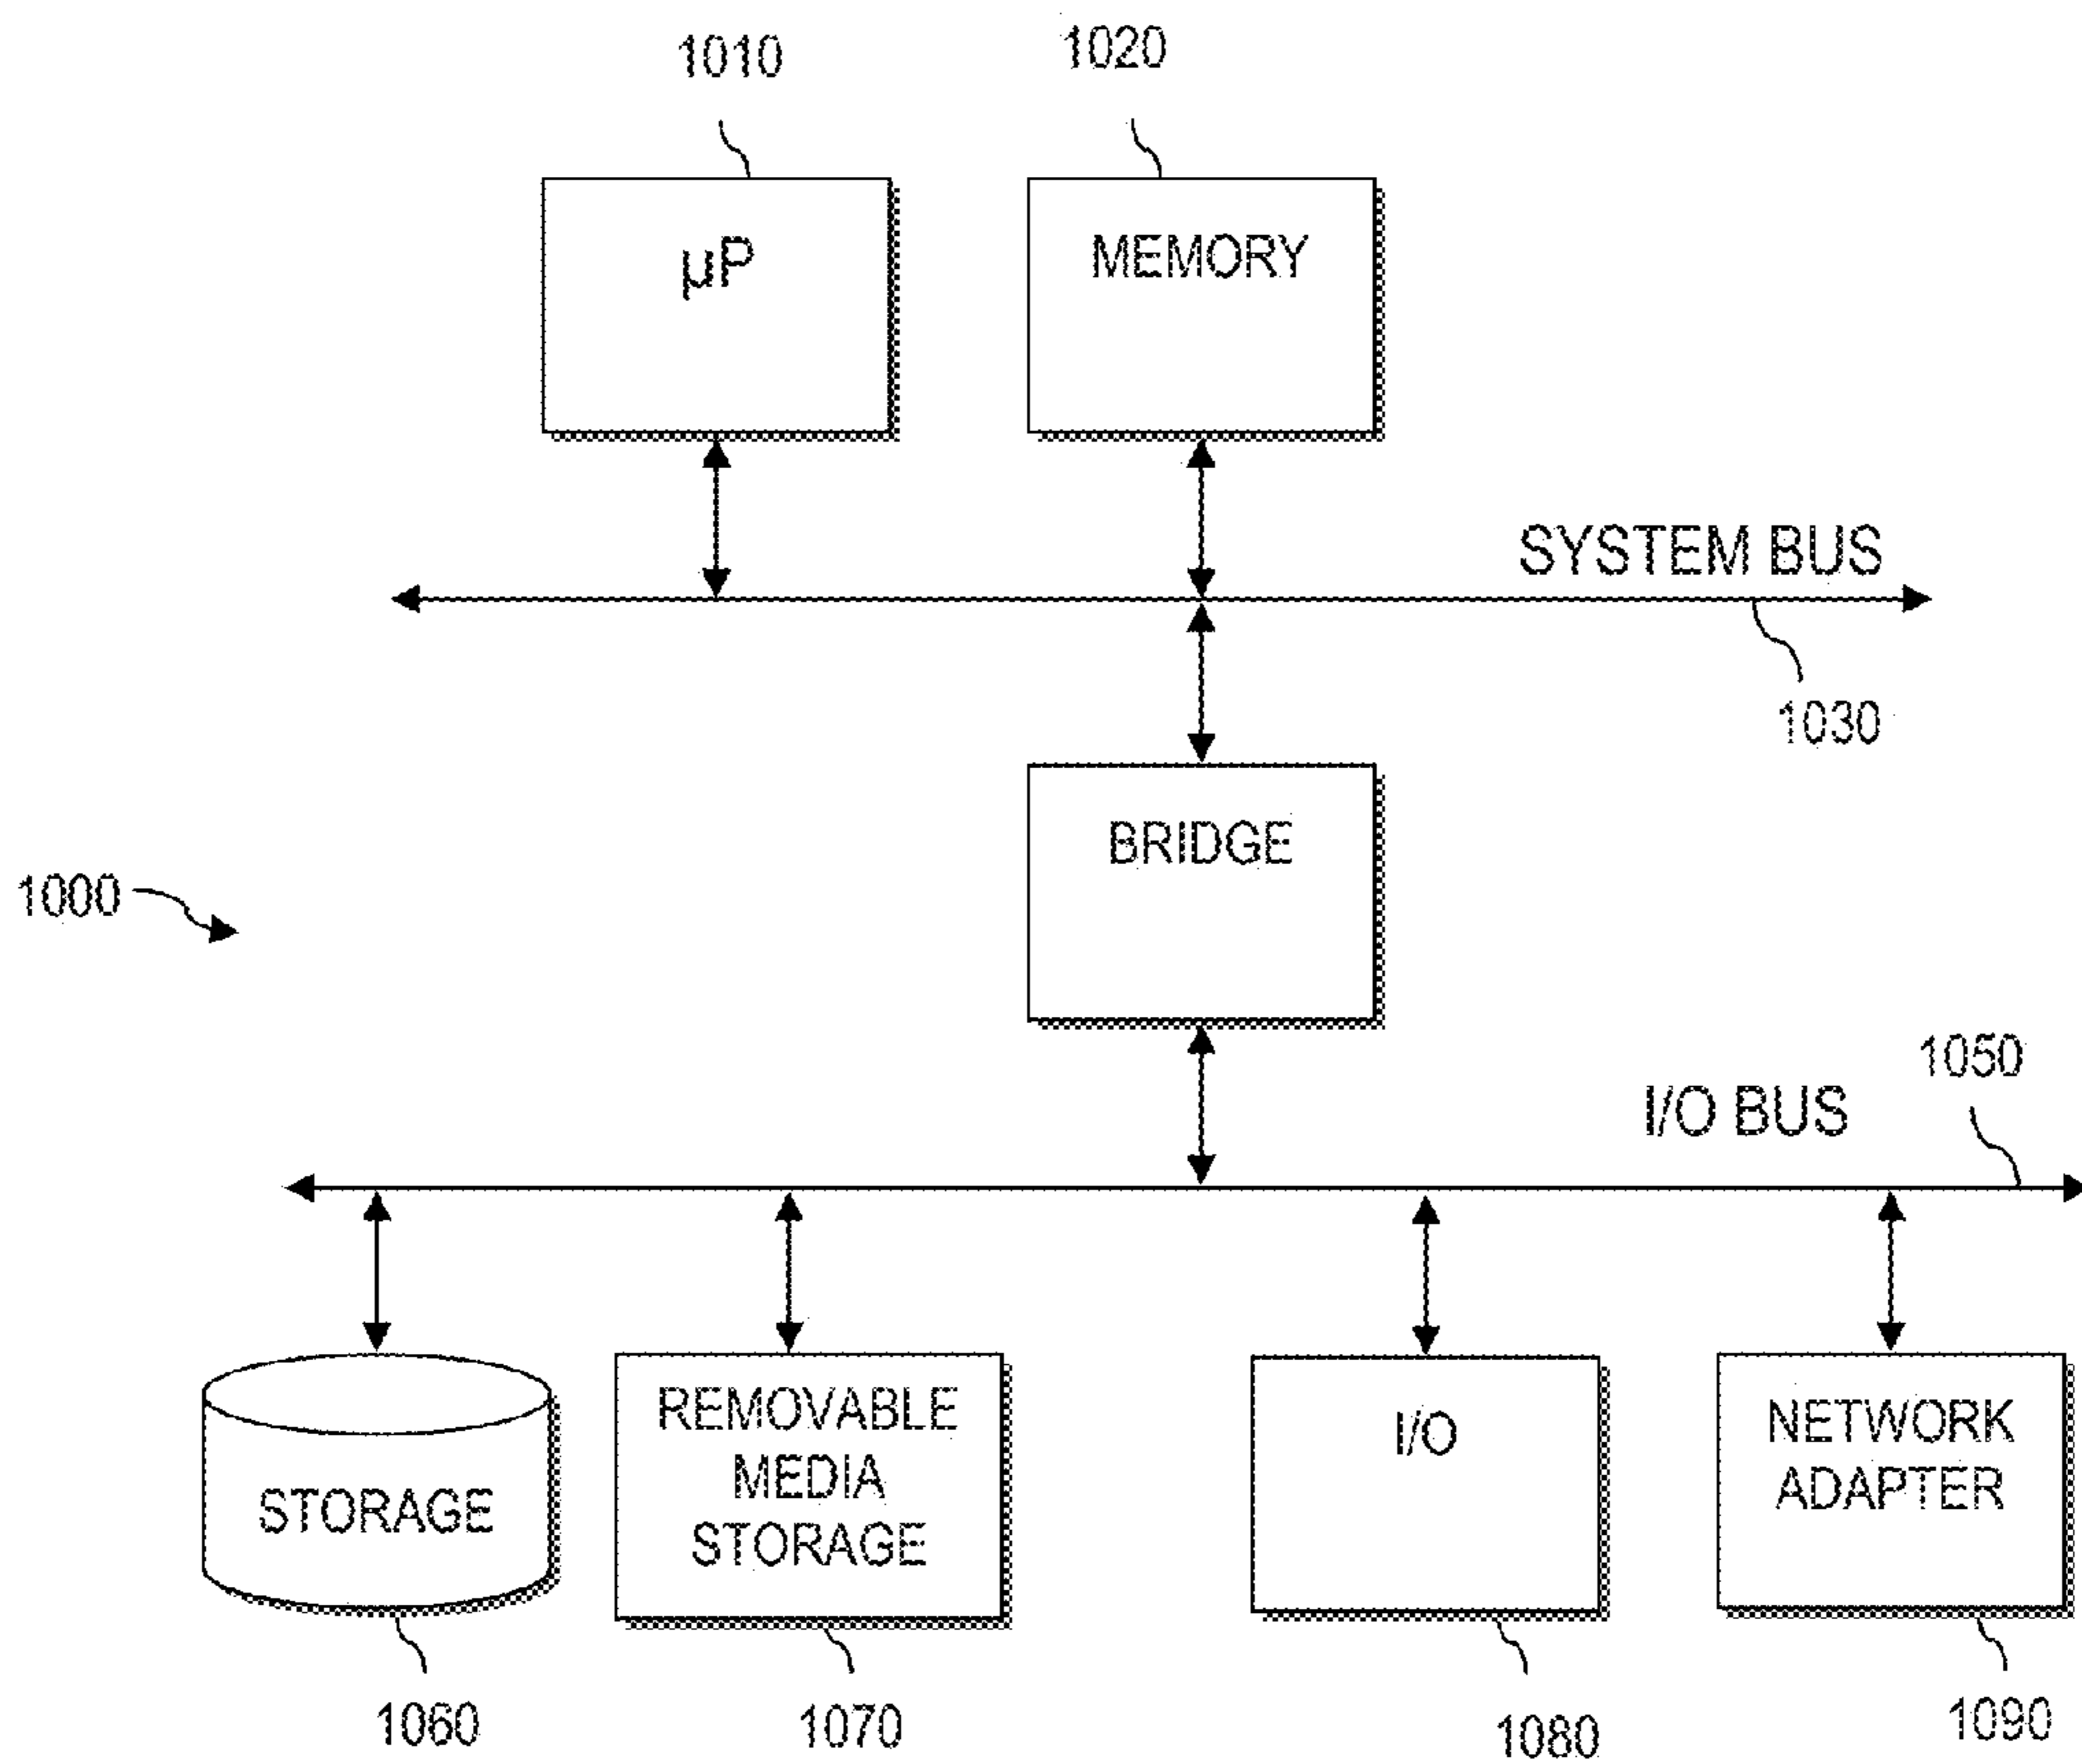 1010
1020
µP
MEMORY
SYSTEM BUS
1030
BRIDGE
1000
1050
I/O BUS
STORAGE
REMOVABLE
MEDIA
STORAGE
I/O
NETWORK
ADAPTER
1060
1070
1080
1090